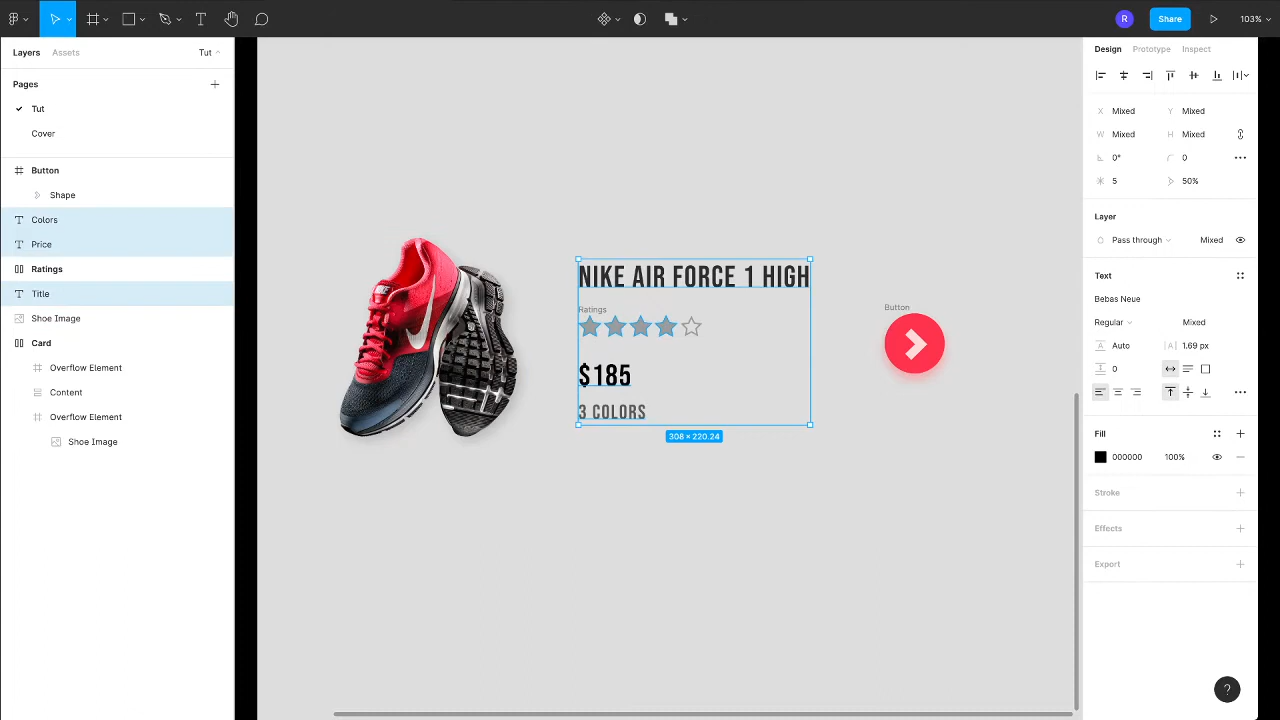 R
Share
103%
Layers
Assets
Tut
Pages
Tut
Cover
Button
Shape
Colors
Price
Ratings
Title
Shoe Image
Card
Overflow Element
Content
Overflow Element
Shoe Image
NIKE AIR FORCE 1 HIGH
Ratings
$185
3 COLORS
308 × 220.24
Button
Design
Prototype
Inspect
X Mixed
Y Mixed
W Mixed
H Mixed
0°
0
5
50%
Layer
Pass through
Mixed
Text
Bebas Neue
Regular
Mixed
Auto
1.69 px
0
Fill
000000
100%
Stroke
Effects
Export
?